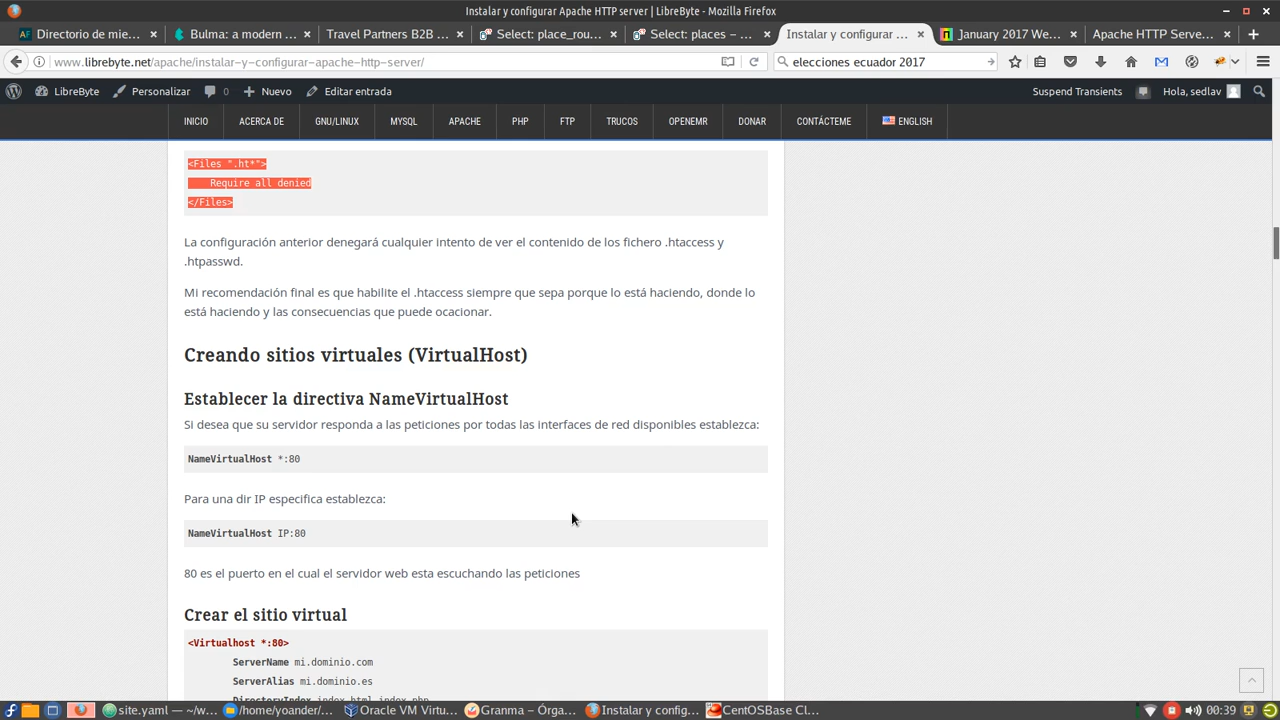 Instalar y configurar Apache HTTP server | LibreByte - Mozilla Firefox
Directorio de mie... × Bulma: a modern ... × Travel Partners B2B ... × Select: place_rou... × Select: places – ... × Instalar y configurar ... × January 2017 We... × Apache HTTP Serve... ×
www.librebyte.net/apache/instalar-y-configurar-apache-http-server/ elecciones ecuador 2017
LibreByte Personalizar 0 Nuevo Editar entrada Suspend Transients Hola, sedlav
INICIO ACERCA DE GNU/LINUX MYSQL APACHE PHP FTP TRUCOS OPENEMR DONAR CONTÁCTEME ENGLISH
<Files ".ht*">
Require all denied
</Files>
La configuración anterior denegará cualquier intento de ver el contenido de los fichero .htaccess y
.htpasswd.
Mi recomendación final es que habilite el .htaccess siempre que sepa porque lo está haciendo, donde lo
está haciendo y las consecuencias que puede ocacionar.
Creando sitios virtuales (VirtualHost)
Establecer la directiva NameVirtualHost
Si desea que su servidor responda a las peticiones por todas las interfaces de red disponibles establezca:
NameVirtualHost *:80
Para una dir IP especifica establezca:
NameVirtualHost IP:80
80 es el puerto en el cual el servidor web esta escuchando las peticiones
Crear el sitio virtual
<Virtualhost *:80>
ServerName mi.dominio.com
ServerAlias mi.dominio.es
DirectoryIndex index.html index.php
site.yaml — ~/w... /home/yoander/... Oracle VM Virtu... Granma – Órga... Instalar y config... CentOSBase Cl... 00:39